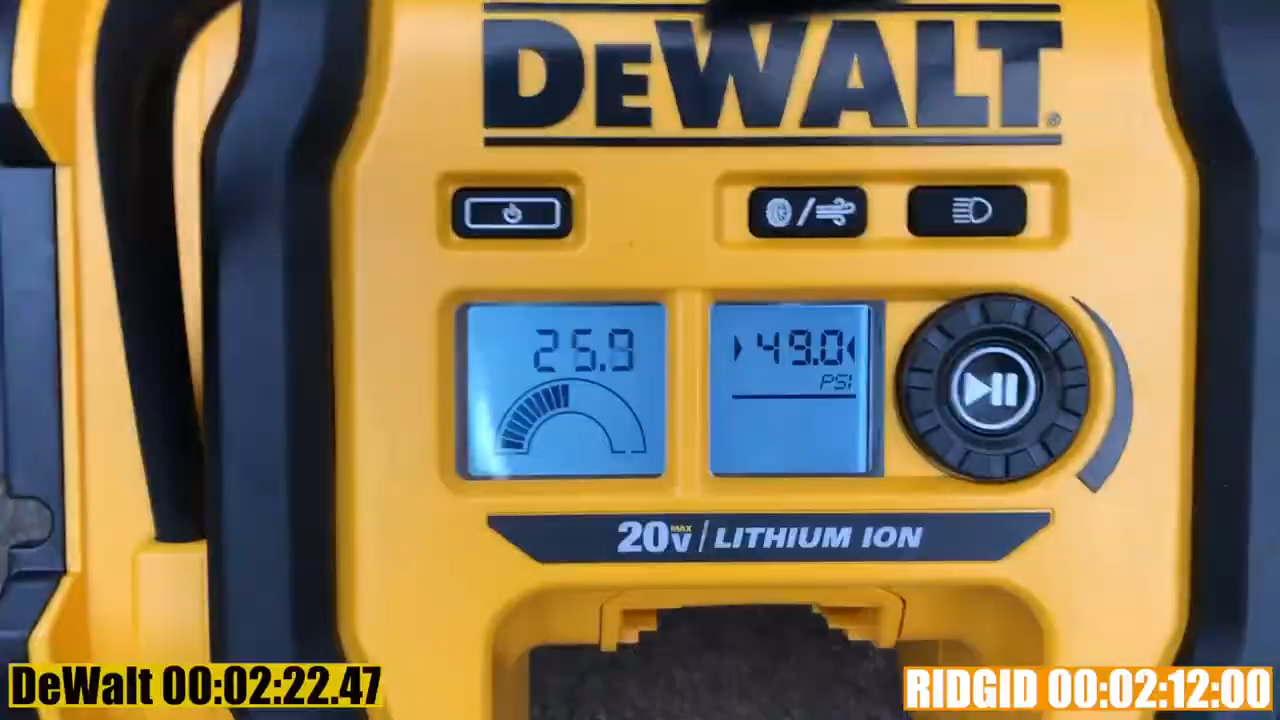 DEWALT®
25.9
49.0
PSI
20V MAX / LITHIUM ION
DeWalt 00:02:22.47
RIDGID 00:02:12:00